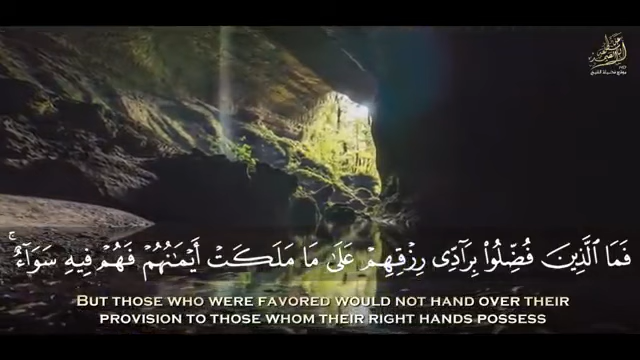 فَمَا ٱلَّذِينَ فُضِّلُوا۟ بِرَآدِّى رِزْقِهِمْ عَلَىٰ مَا مَلَكَتْ أَيْمَـٰنُهُمْ فَهُمْ فِيهِ سَوَآءٌ ۚ
BUT THOSE WHO WERE FAVORED WOULD NOT HAND OVER THEIR
PROVISION TO THOSE WHOM THEIR RIGHT HANDS POSSESS